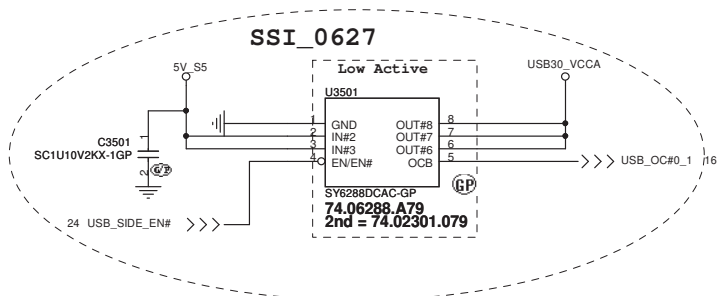 SSI_0627
5V_S5
Low Active
USB30_VCCA
U3501
1 GND OUT#8 8
2 IN#2 OUT#7 7
3 IN#3 OUT#6 6
4 EN/EN# OCB 5
C3501
SC1U10V2KX-1GP
1
2
USB_OC#0_1 16
GP
SY6288DCAC-GP
74.06288.A79
2nd = 74.02301.079
24 USB_SIDE_EN#